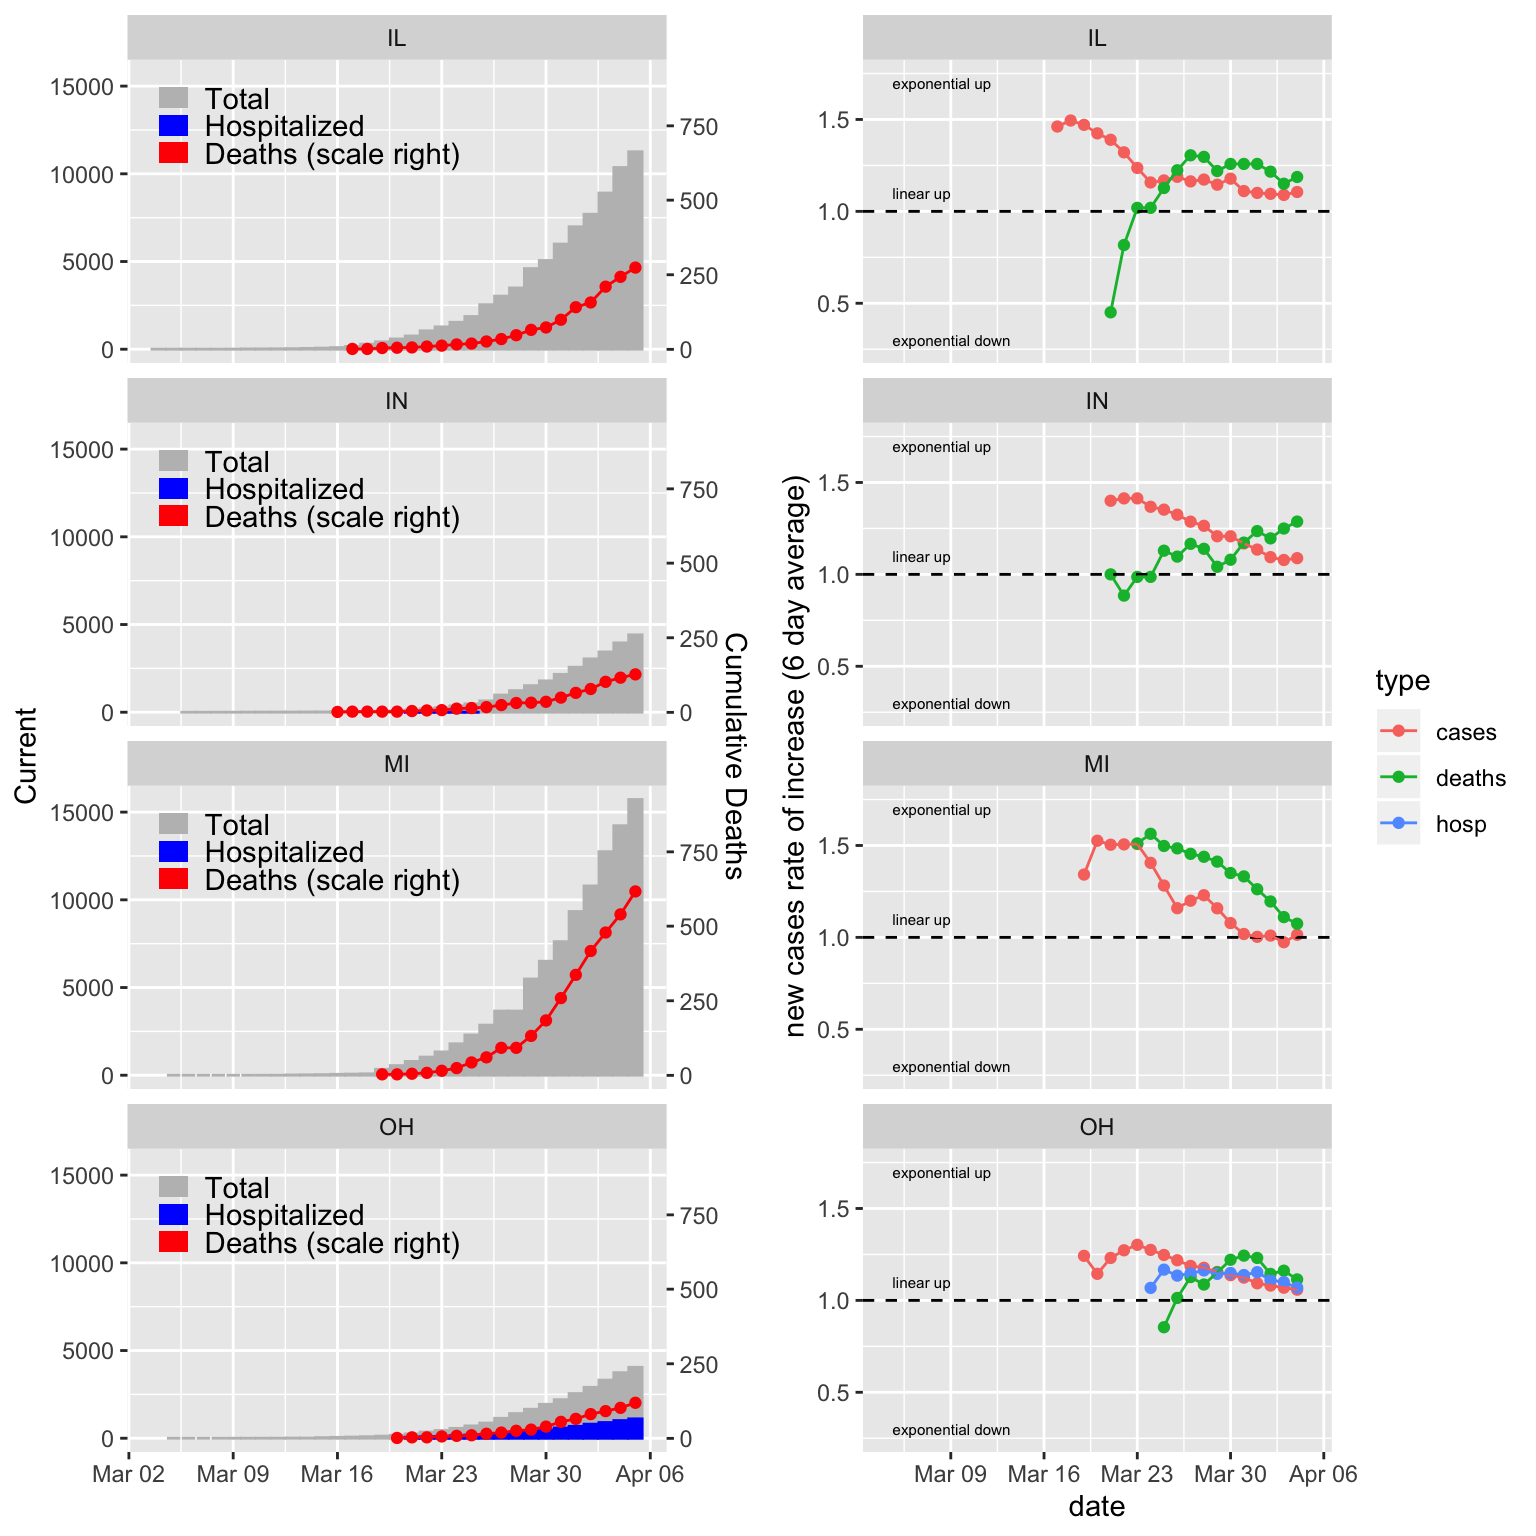 IL
15000
10000
5000
0
Total
Hospitalized
Deaths (scale right)
750
500
250
0
IN
15000
10000
5000
0
Total
Hospitalized
Deaths (scale right)
750
500
250
0
MI
15000
10000
5000
0
Total
Hospitalized
Deaths (scale right)
750
500
250
0
OH
15000
10000
5000
0
Total
Hospitalized
Deaths (scale right)
750
500
250
0
Mar 02 Mar 09 Mar 16 Mar 23 Mar 30 Apr 06
Current
Cumulative Deaths
IL
1.5
1.0
0.5
exponential up
linear up
exponential down
IN
1.5
1.0
0.5
exponential up
linear up
exponential down
MI
1.5
1.0
0.5
exponential up
linear up
exponential down
OH
1.5
1.0
0.5
exponential up
linear up
exponential down
Mar 09 Mar 16 Mar 23 Mar 30 Apr 06
date
new cases rate of increase (6 day average)
type
cases
deaths
hosp